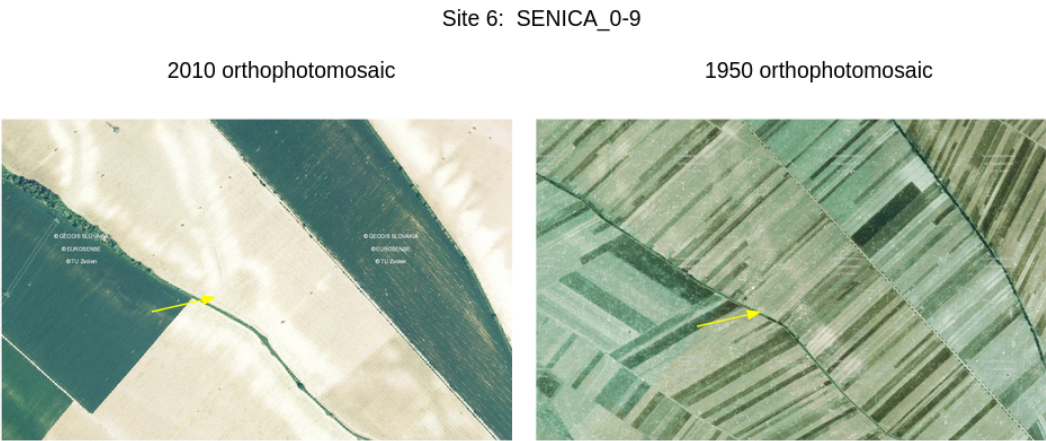 Site 6:  SENICA_0-9
2010 orthophotomosaic
1950 orthophotomosaic
© GEODIS SLOVAKIA
© EUROSENSE
© TU Zvolen
© GEODIS SLOVAKIA
© EUROSENSE
© TU Zvolen